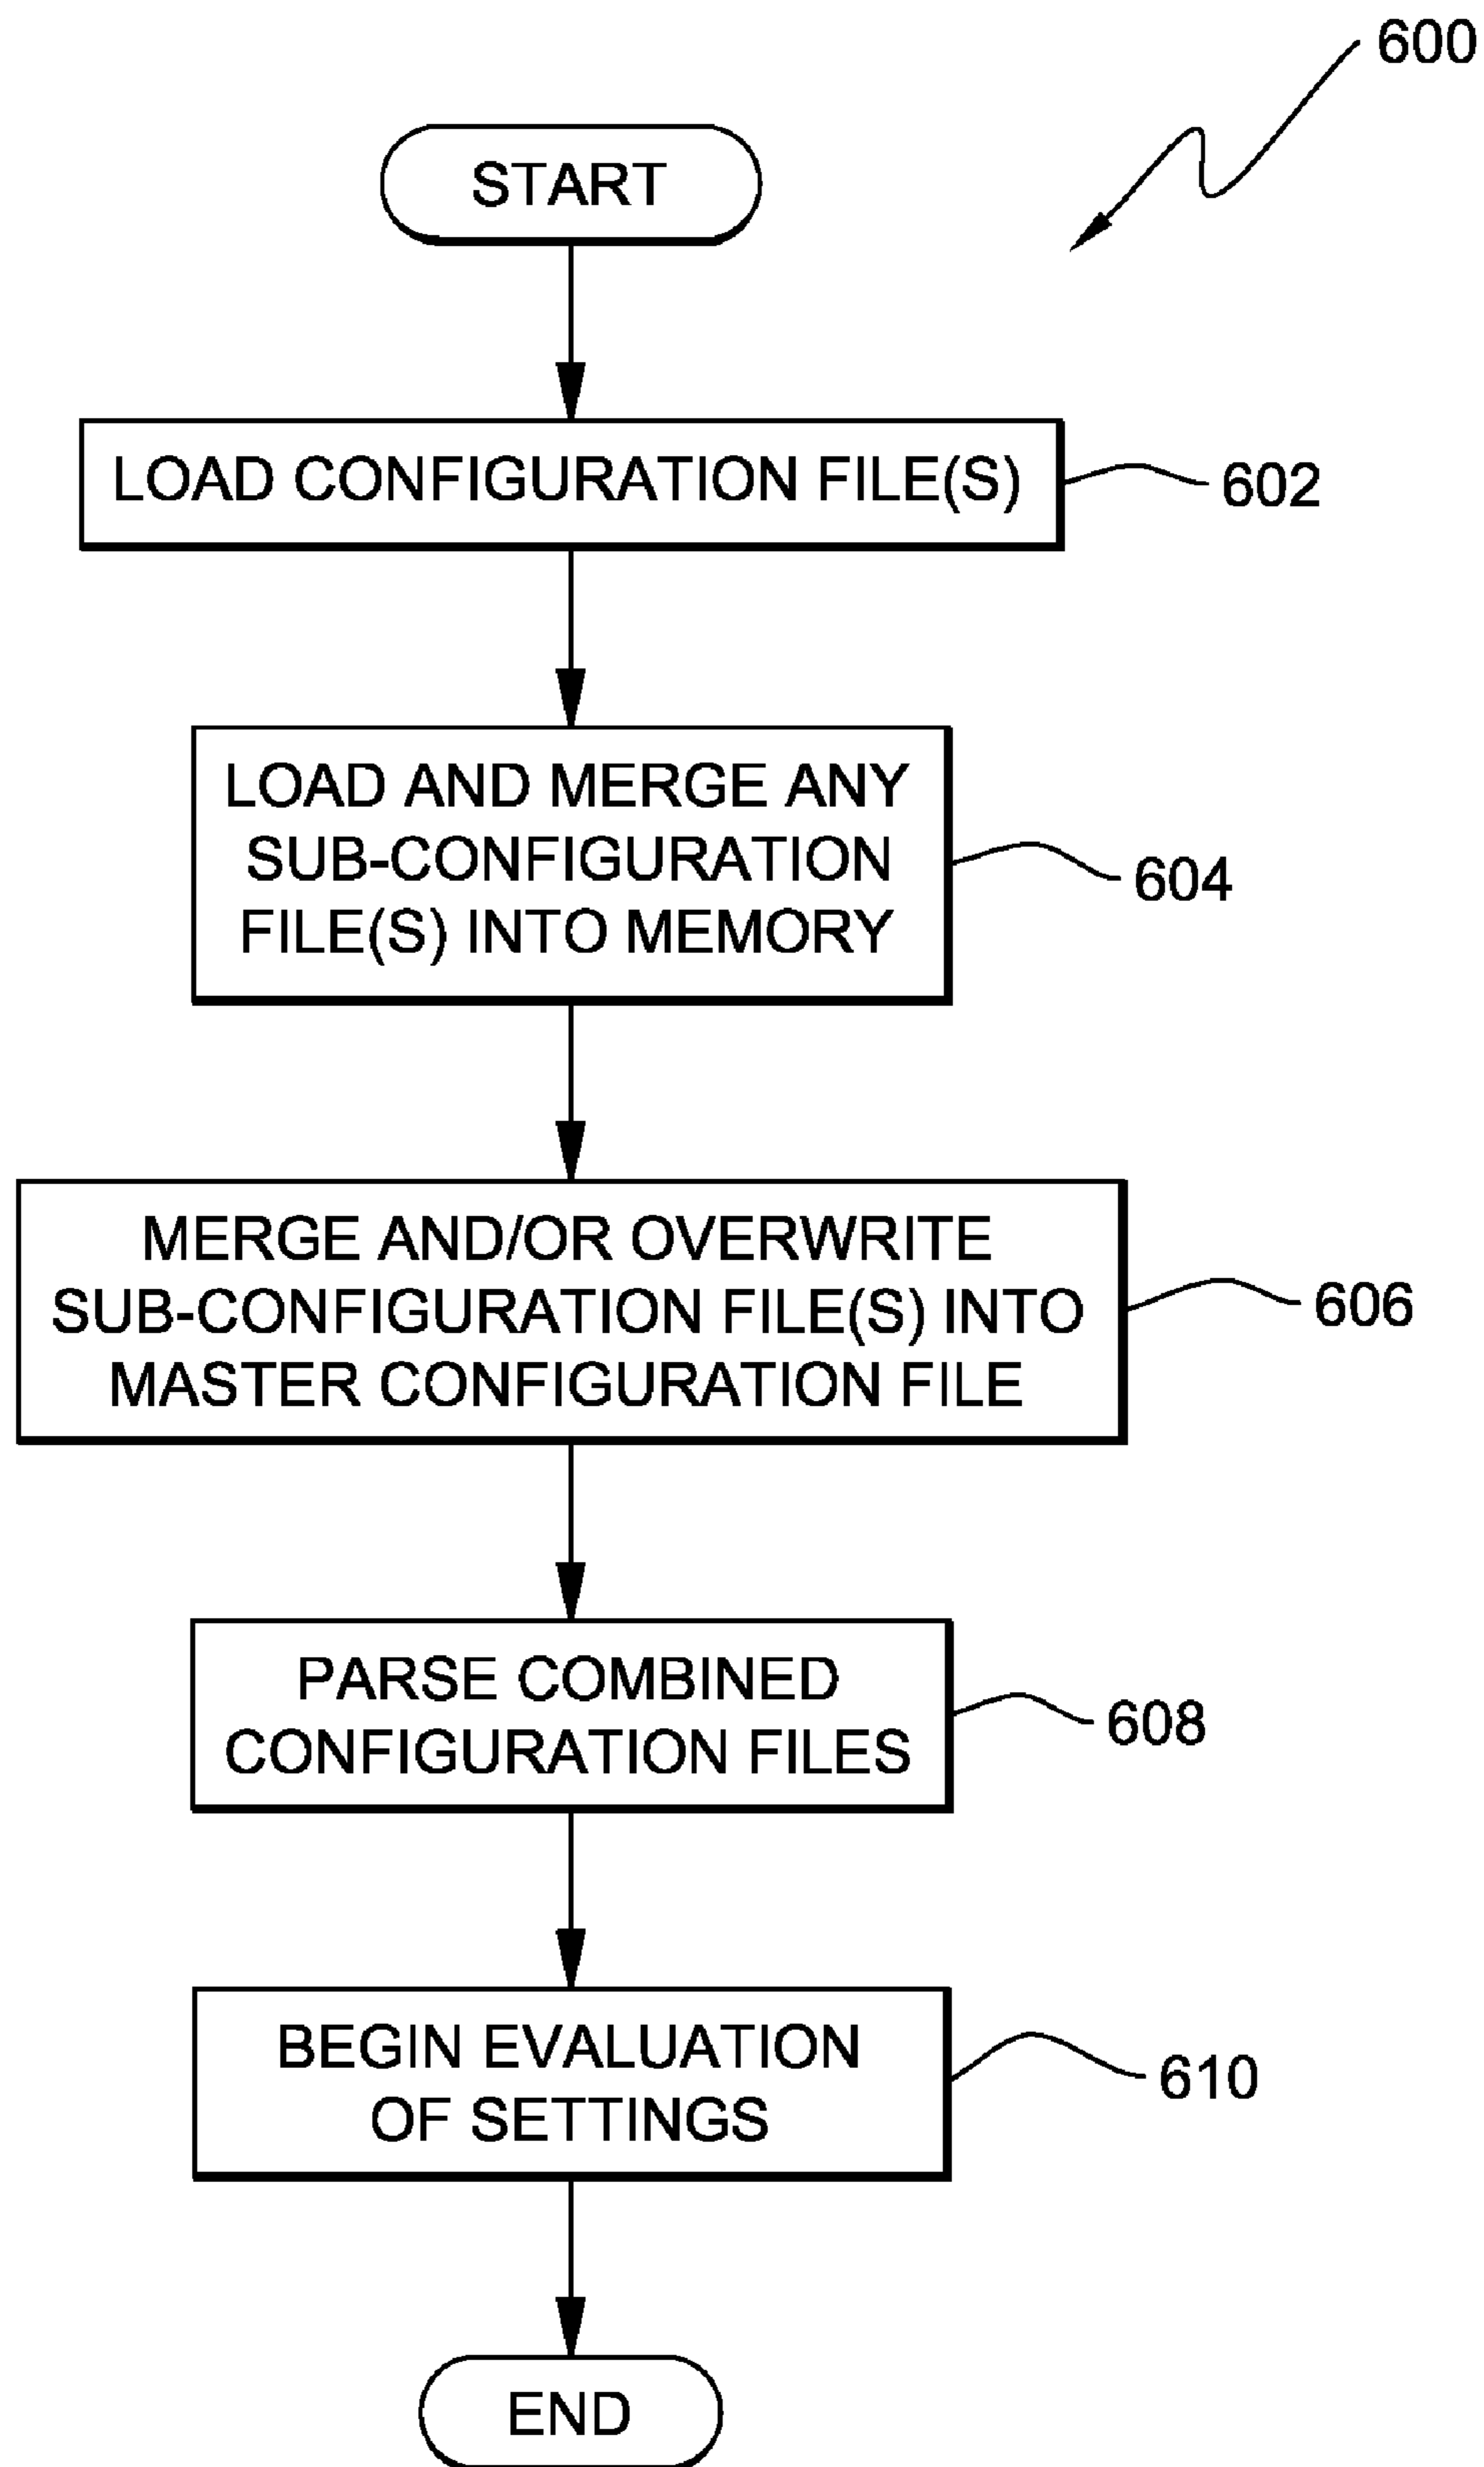 600
START
LOAD CONFIGURATION FILE(S)
602
LOAD AND MERGE ANY
SUB-CONFIGURATION
FILE(S) INTO MEMORY
604
MERGE AND/OR OVERWRITE
SUB-CONFIGURATION FILE(S) INTO
MASTER CONFIGURATION FILE
606
PARSE COMBINED
CONFIGURATION FILES
608
BEGIN EVALUATION
OF SETTINGS
610
END